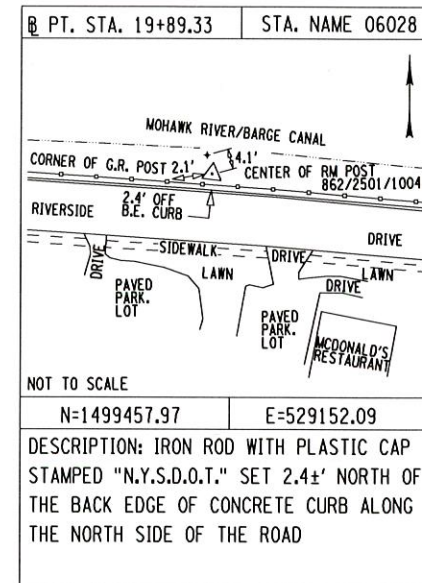 ℄ PT. STA. 19+89.33
STA. NAME 06028
MOHAWK RIVER/BARGE CANAL
CORNER OF G.R. POST 2.1'
4.1'
CENTER OF RM POST
862/2501/1004
2.4' OFF
B.E. CURB
RIVERSIDE
DRIVE
SIDEWALK
DRIVE
DRIVE
LAWN
LAWN
DRIVE
PAVED
PARK.
LOT
PAVED
PARK.
LOT
MCDONALD'S
RESTAURANT
NOT TO SCALE
N=1499457.97
E=529152.09
DESCRIPTION: IRON ROD WITH PLASTIC CAP
STAMPED "N.Y.S.D.O.T." SET 2.4±' NORTH OF
THE BACK EDGE OF CONCRETE CURB ALONG
THE NORTH SIDE OF THE ROAD